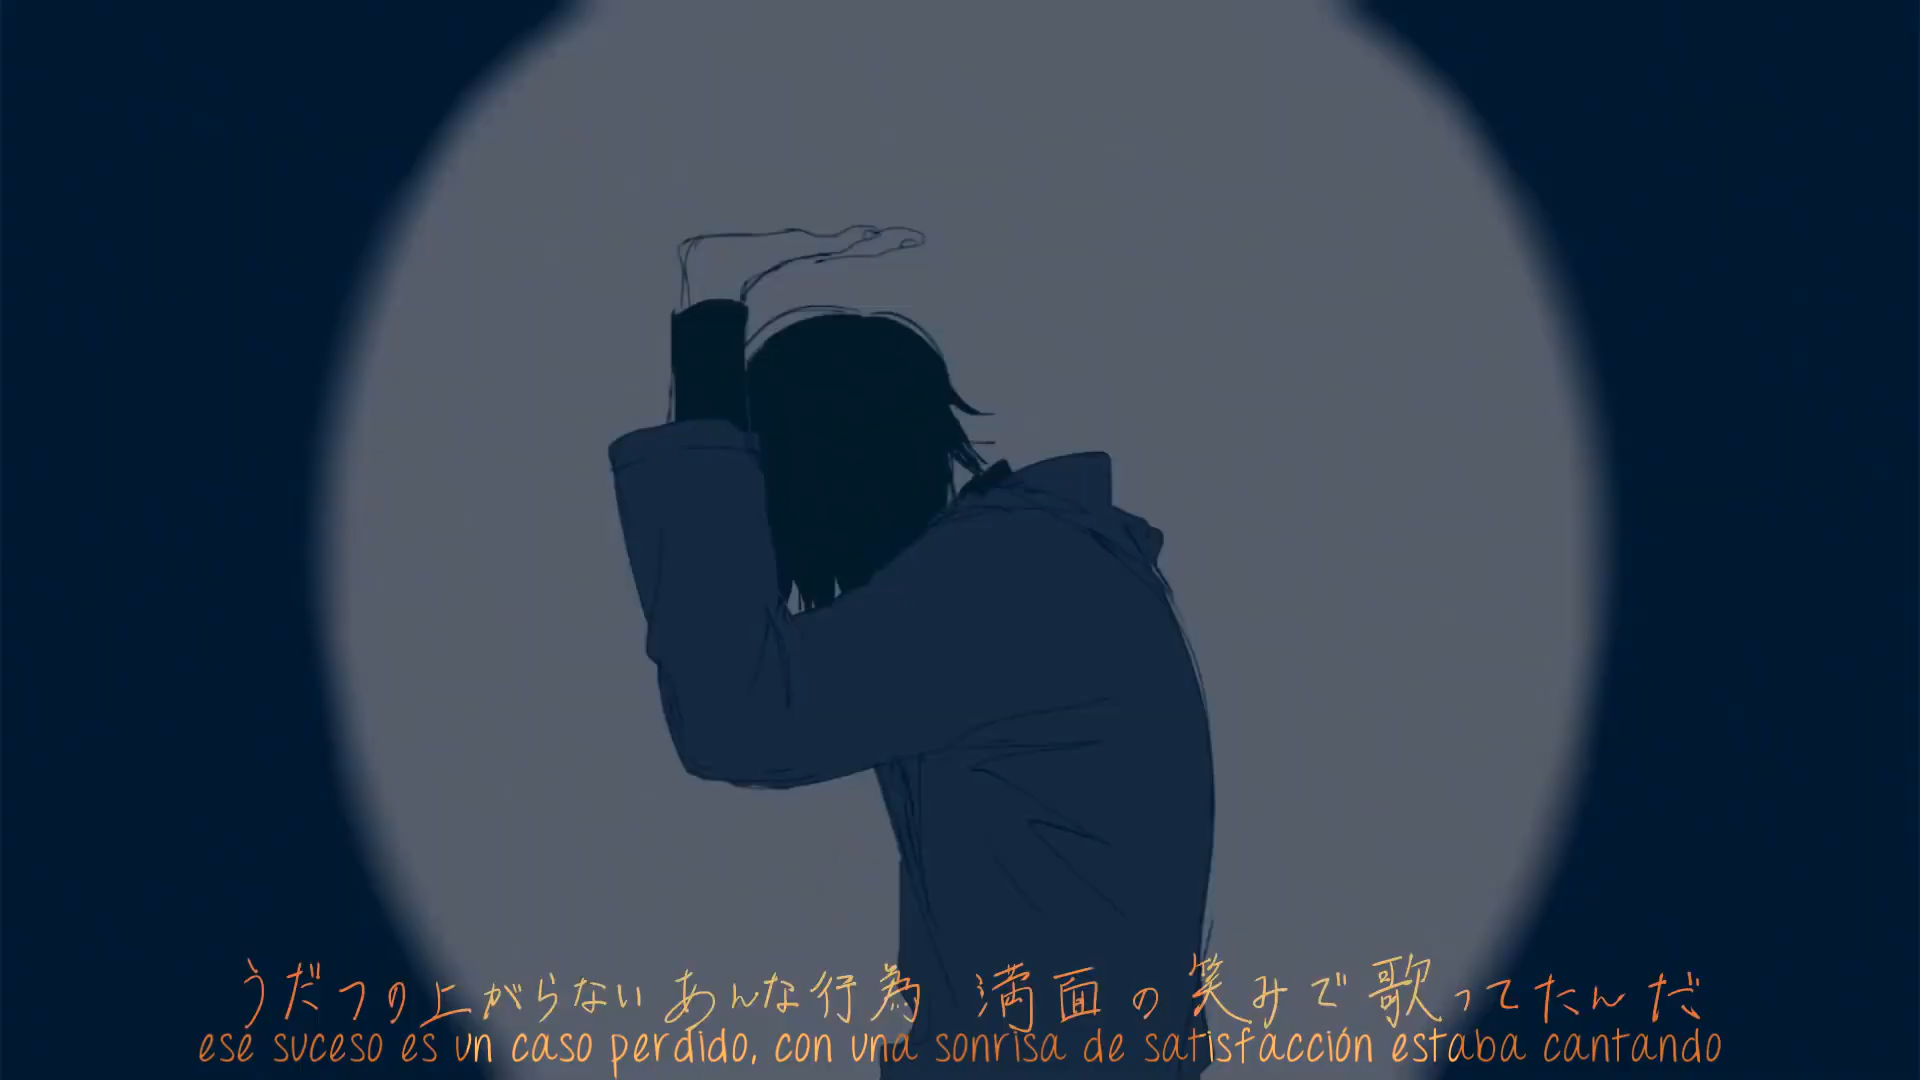 うだつの上がらないあんな行為 満面の笑みで歌ってたんだ
ese suceso es un caso perdido, con una sonrisa de satisfacción estaba cantando